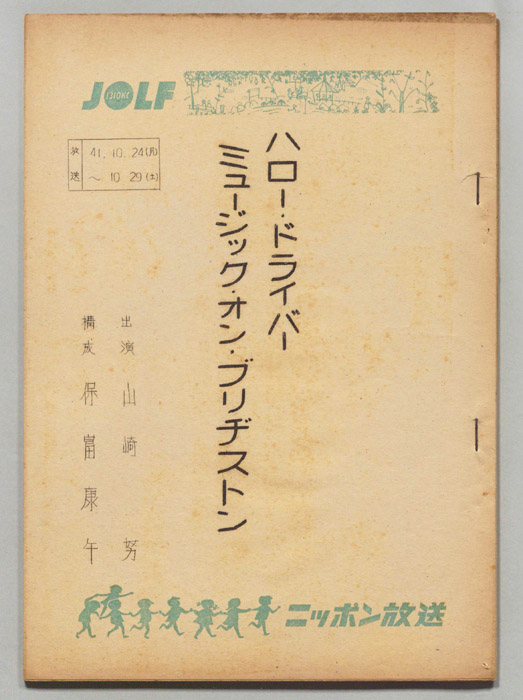 JOLF
1310KC
放送 41.10.24(月)
～10.29(土)
ハロー・ドライバー
ミュージック・オン・ブリヂストン
出演 山崎 努
構成 保富康午
ニッポン放送